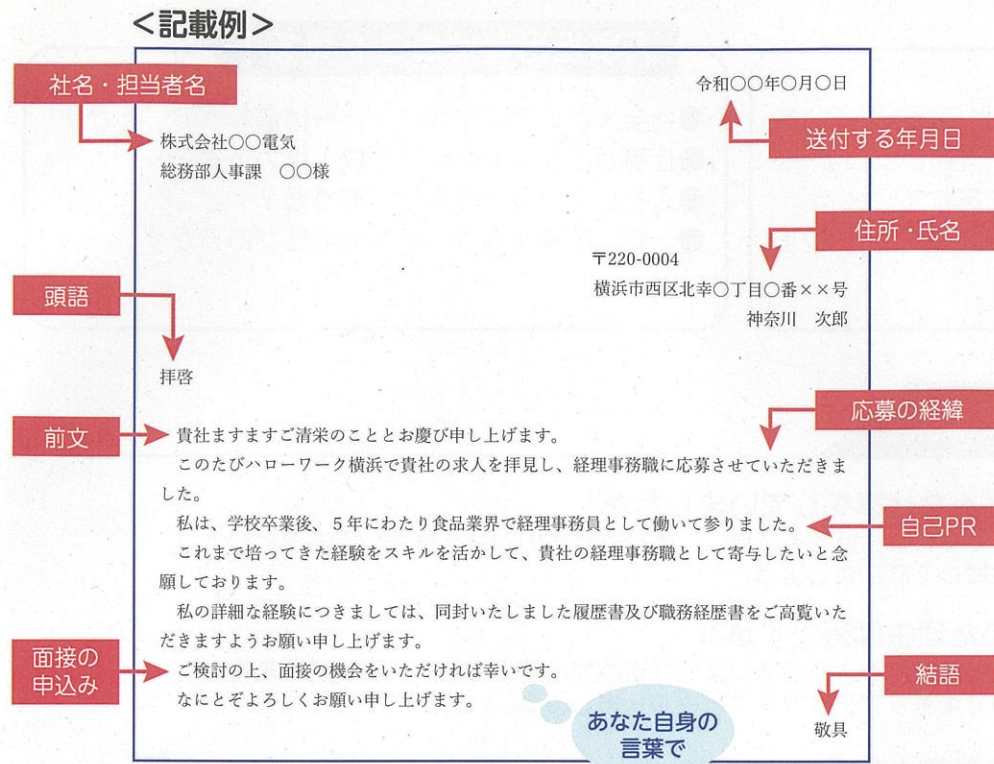 <記載例>
社名・担当者名
令和〇〇年〇月〇日
送付する年月日
株式会社〇〇電気
総務部人事課　〇〇様
住所・氏名
〒220-0004
横浜市西区北幸〇丁目〇番××号
神奈川　次郎
頭語
拝啓
応募の経緯
前文
貴社ますますご清栄のこととお慶び申し上げます。
このたびハローワーク横浜で貴社の求人を拝見し、経理事務職に応募させていただきま
した。
私は、学校卒業後、５年にわたり食品業界で経理事務員として働いて参りました。
自己PR
これまで培ってきた経験をスキルを活かして、貴社の経理事務職として寄与したいと念
願しております。
私の詳細な経験につきましては、同封いたしました履歴書及び職務経歴書をご高覧いた
だきますようお願い申し上げます。
面接の
申込み
ご検討の上、面接の機会をいただければ幸いです。
なにとぞよろしくお願い申し上げます。
結語
敬具
あなた自身の
言葉で